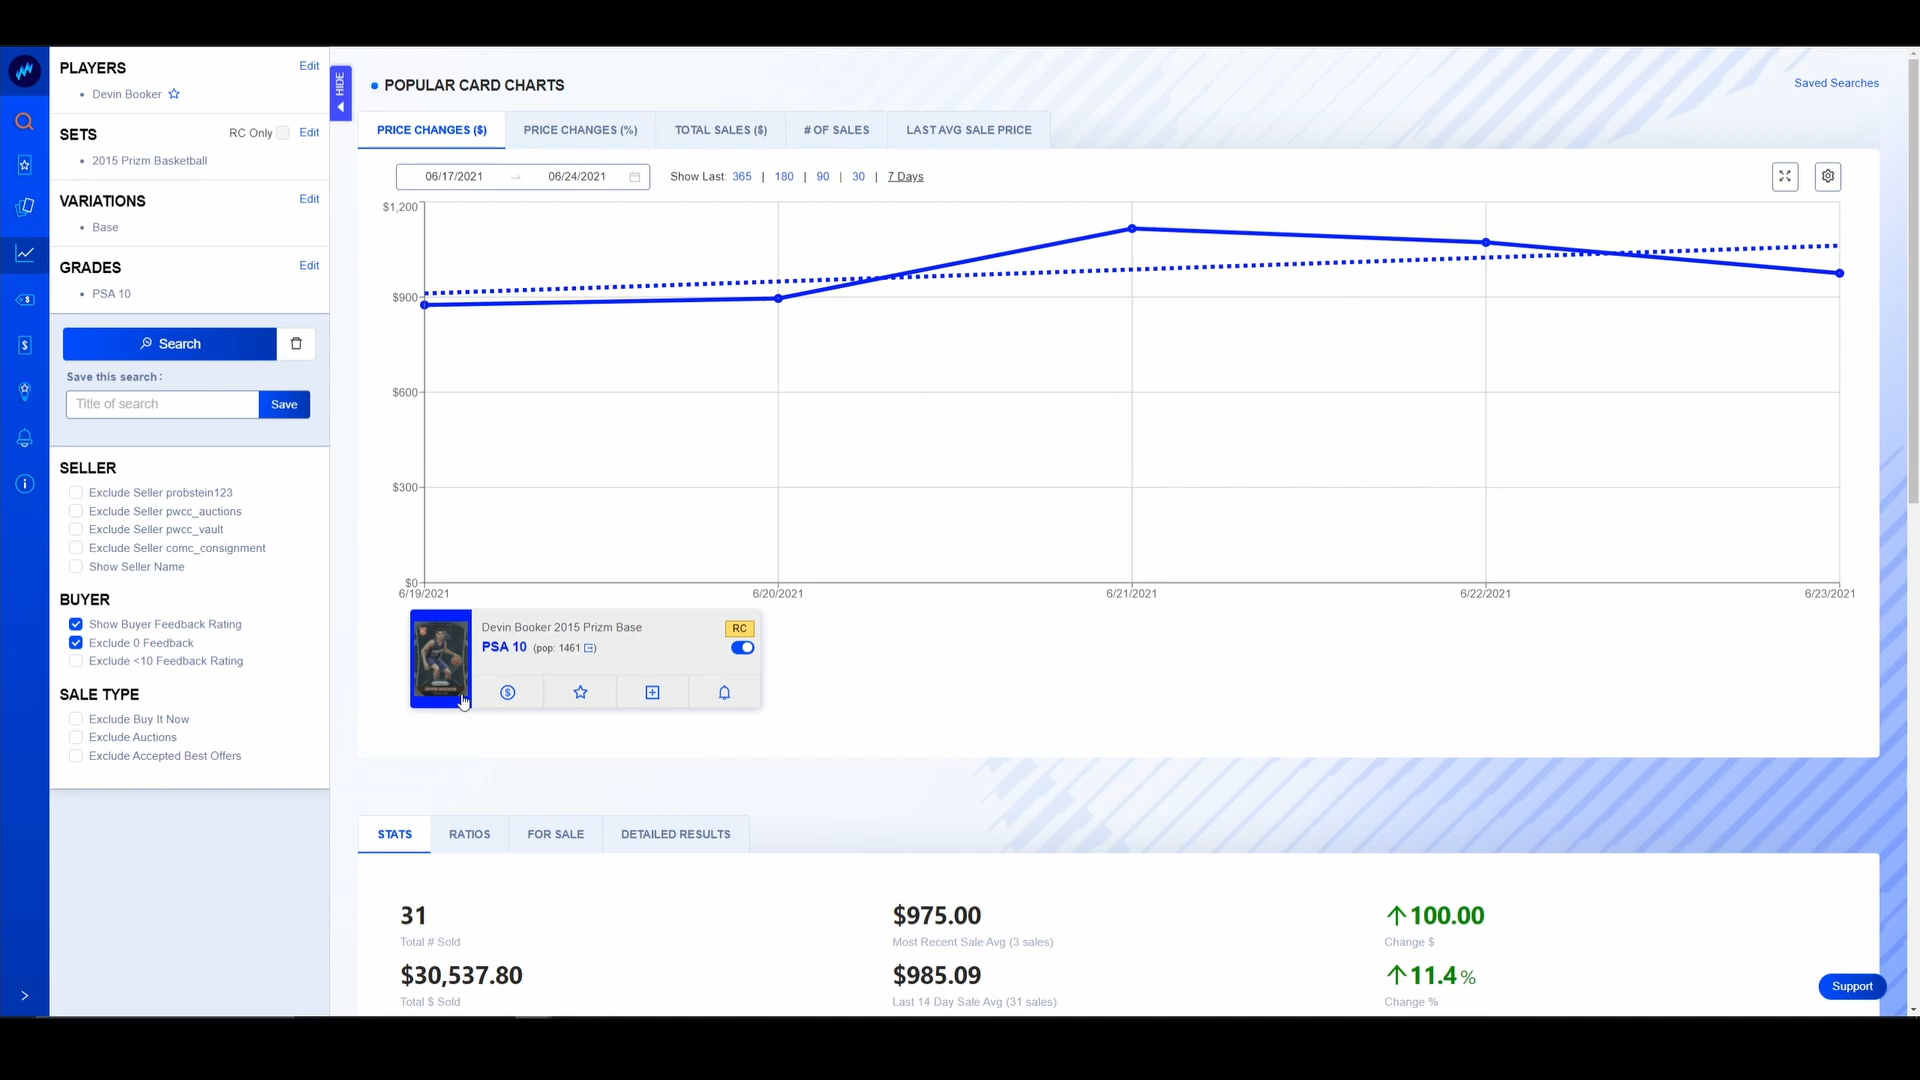 PLAYERS
Edit
Devin Booker
SETS
RC Only
Edit
2015 Prizm Basketball
VARIATIONS
Edit
Base
GRADES
Edit
PSA 10
Search
Save this search:
Title of search
Save
SELLER
Exclude Seller probstein123
Exclude Seller pwcc_auctions
Exclude Seller pwcc_vault
Exclude Seller comc_consignment
Show Seller Name
BUYER
Show Buyer Feedback Rating
Exclude 0 Feedback
Exclude <10 Feedback Rating
SALE TYPE
Exclude Buy It Now
Exclude Auctions
Exclude Accepted Best Offers
HIDE
POPULAR CARD CHARTS
Saved Searches
PRICE CHANGES ($)
PRICE CHANGES (%)
TOTAL SALES ($)
# OF SALES
LAST AVG SALE PRICE
06/17/2021
06/24/2021
Show Last: 365 | 180 | 90 | 30 | 7 Days
$1,200
$900
$600
$300
$0
6/19/2021
6/20/2021
6/21/2021
6/22/2021
6/23/2021
Devin Booker 2015 Prizm Base
RC
PSA 10 (pop: 1461)
STATS
RATIOS
FOR SALE
DETAILED RESULTS
31
Total # Sold
$975.00
Most Recent Sale Avg (3 sales)
100.00
Change $
$30,537.80
Total $ Sold
$985.09
Last 14 Day Sale Avg (31 sales)
11.4 %
Change %
Support